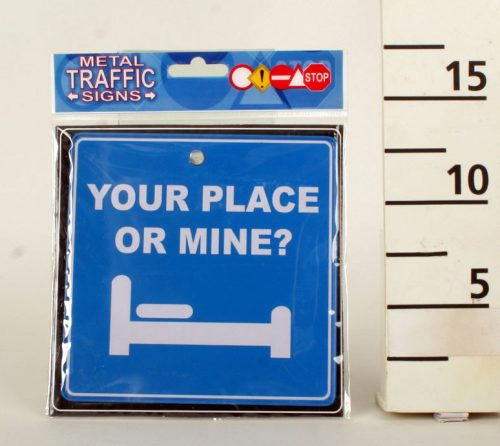 METAL
TRAFFIC
SIGNS
STOP
YOUR PLACE
OR MINE?
15
10
5